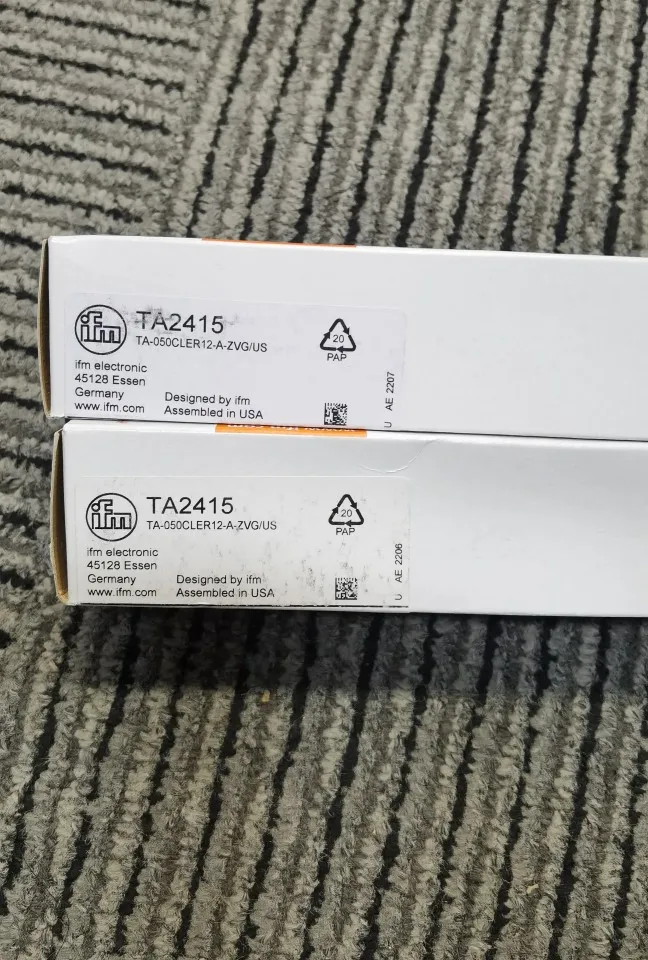 ifm
TA2415
TA-050CLER12-A-ZVG/US
20
PAP
ifm electronic
45128 Essen
Germany
www.ifm.com
Designed by ifm
Assembled in USA
U AE 2207
ifm
TA2415
TA-050CLER12-A-ZVG/US
20
PAP
ifm electronic
45128 Essen
Germany
www.ifm.com
Designed by ifm
Assembled in USA
U AE 2206